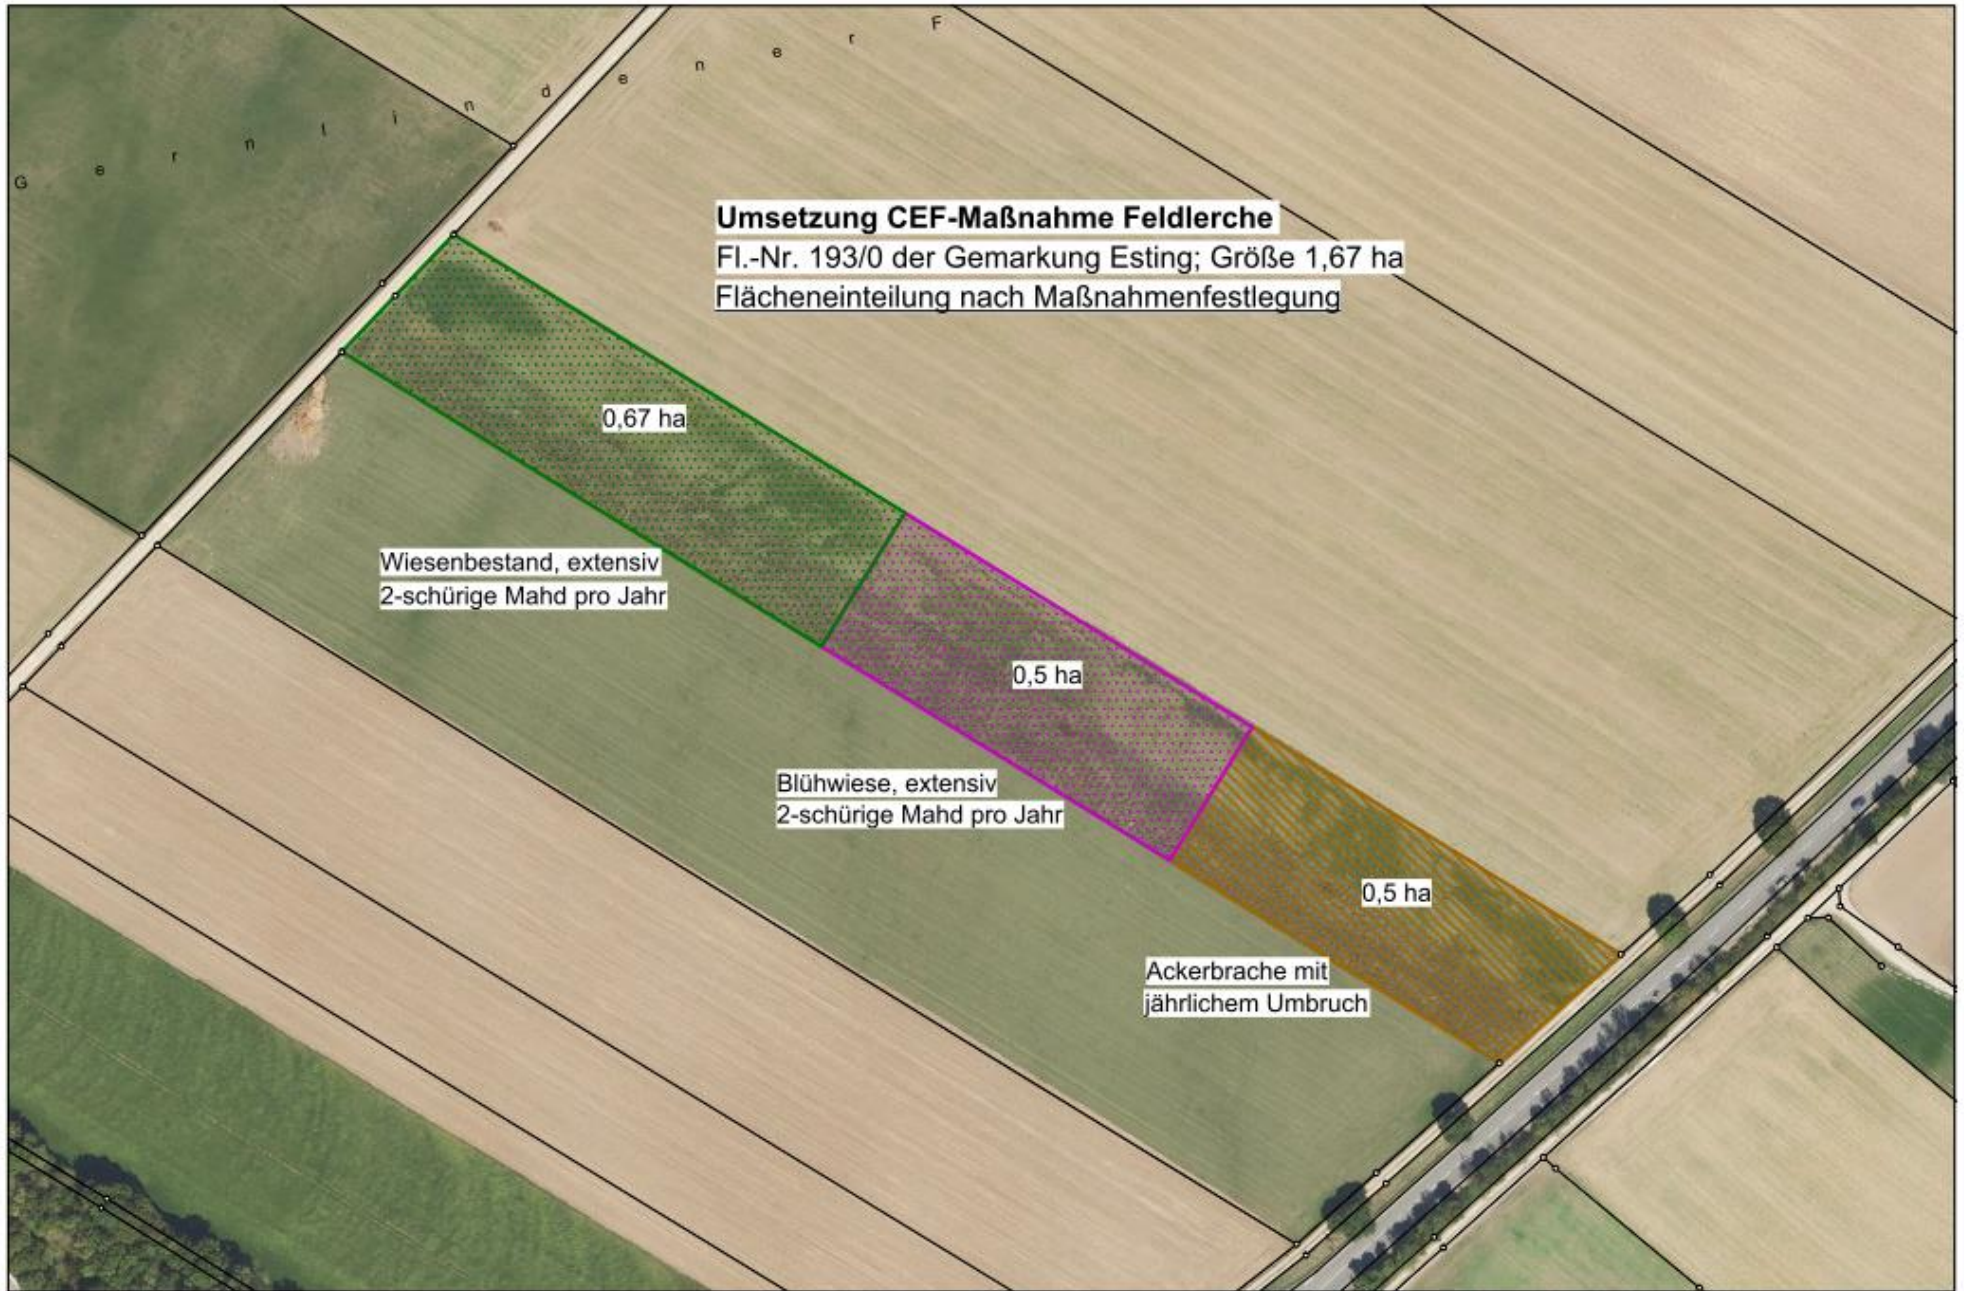 G e r n l i n d e n e r F
Umsetzung CEF-Maßnahme Feldlerche
Fl.-Nr. 193/0 der Gemarkung Esting; Größe 1,67 ha
Flächeneinteilung nach Maßnahmenfestlegung
0,67 ha
Wiesenbestand, extensiv
2-schürige Mahd pro Jahr
0,5 ha
Blühwiese, extensiv
2-schürige Mahd pro Jahr
0,5 ha
Ackerbrache mit
jährlichem Umbruch